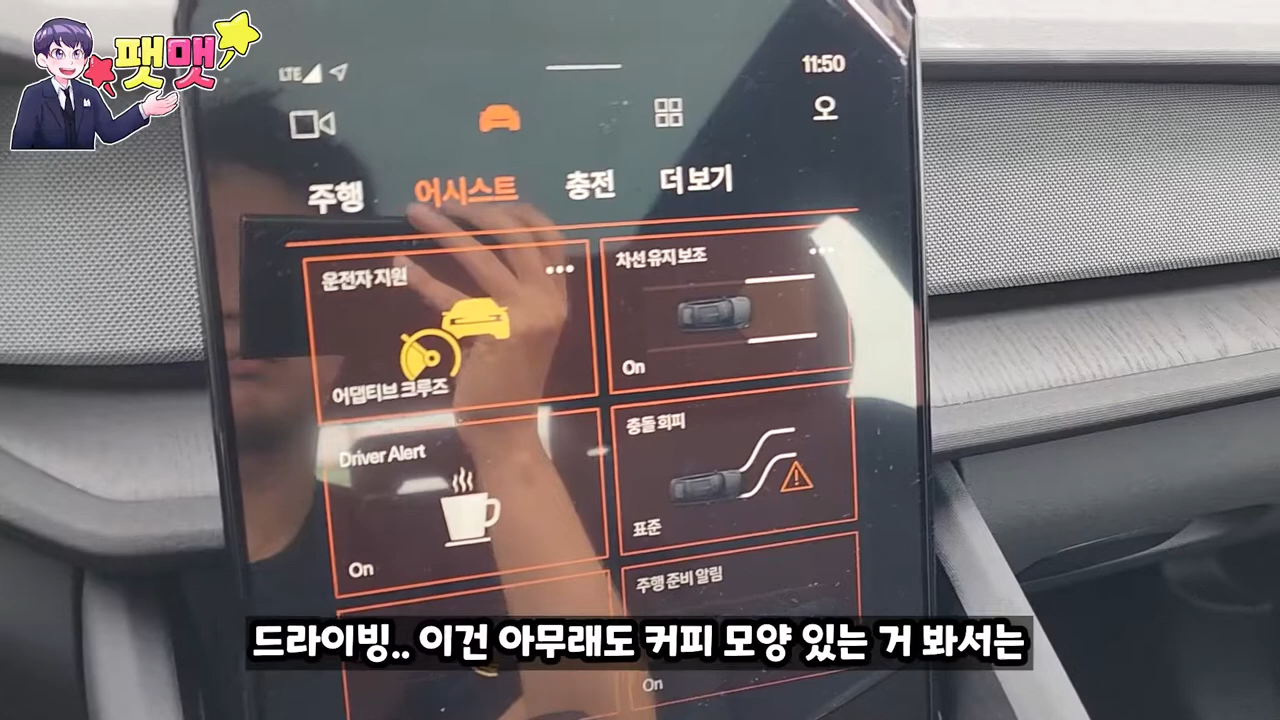 팻맷
LTE
11:50
오
주행 어시스트 충전 더 보기
운전자 지원
어댑티브 크루즈
차선 유지 보조
On
Driver Alert
On
충돌 회피
표준
주행 준비 알림
On
드라이빙.. 이건 아무래도 커피 모양 있는 거 봐서는